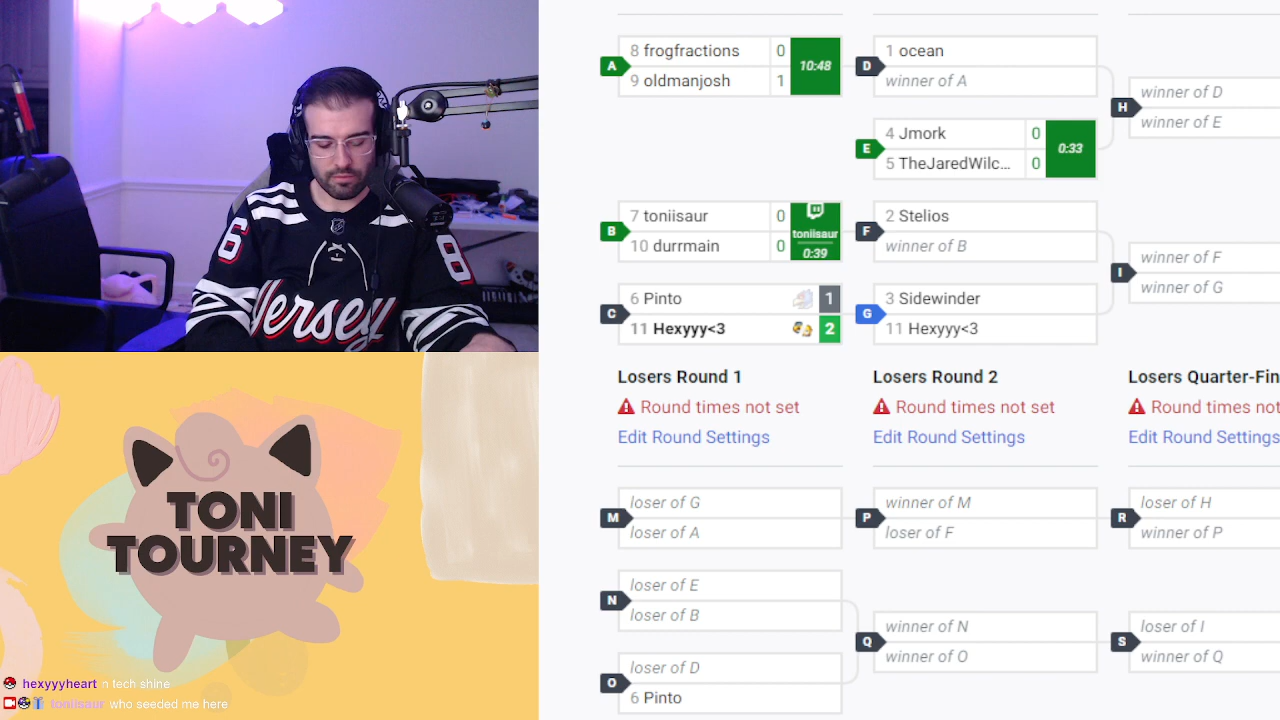 6
8
Jersey
TONI
TOURNEY
hexyyyheart n tech shine
toniisaur who seeded me here
A
8 frogfractions 0
9 oldmanjosh 1
10:48
D
1 ocean
winner of A
H
winner of D
winner of E
E
4 Jmork 0
5 TheJaredWilc... 0
0:33
B
7 toniisaur 0
10 durrmain 0
toniisaur
0:39
F
2 Stelios
winner of B
I
winner of F
winner of G
C
6 Pinto 1
11 Hexyyy<3 2
G
3 Sidewinder
11 Hexyyy<3
Losers Round 1
Round times not set
Edit Round Settings
Losers Round 2
Round times not set
Edit Round Settings
Losers Quarter-Fin
Round times not
Edit Round Settings
M
loser of G
loser of A
P
winner of M
loser of F
R
loser of H
winner of P
N
loser of E
loser of B
Q
winner of N
winner of O
S
loser of I
winner of Q
O
loser of D
6 Pinto